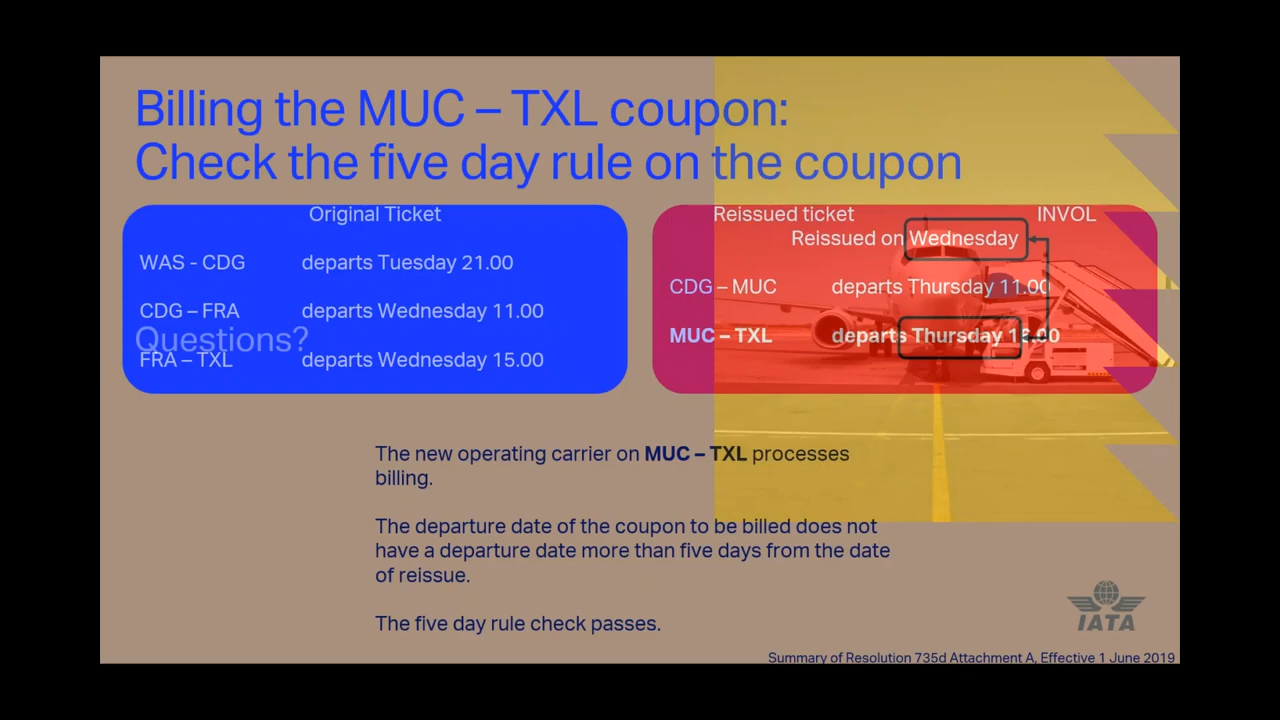 Billing the MUC – TXL coupon:
Check the five day rule on the coupon
Original Ticket
WAS - CDG departs Tuesday 21.00
CDG – FRA departs Wednesday 11.00
Questions?
FRA – TXL departs Wednesday 15.00
Reissued ticket INVOL
Reissued on Wednesday
CDG – MUC departs Thursday 11.00
MUC – TXL departs Thursday 16.00
The new operating carrier on MUC – TXL processes
billing.
The departure date of the coupon to be billed does not
have a departure date more than five days from the date
of reissue.
The five day rule check passes.
IATA
Summary of Resolution 735d Attachment A, Effective 1 June 2019